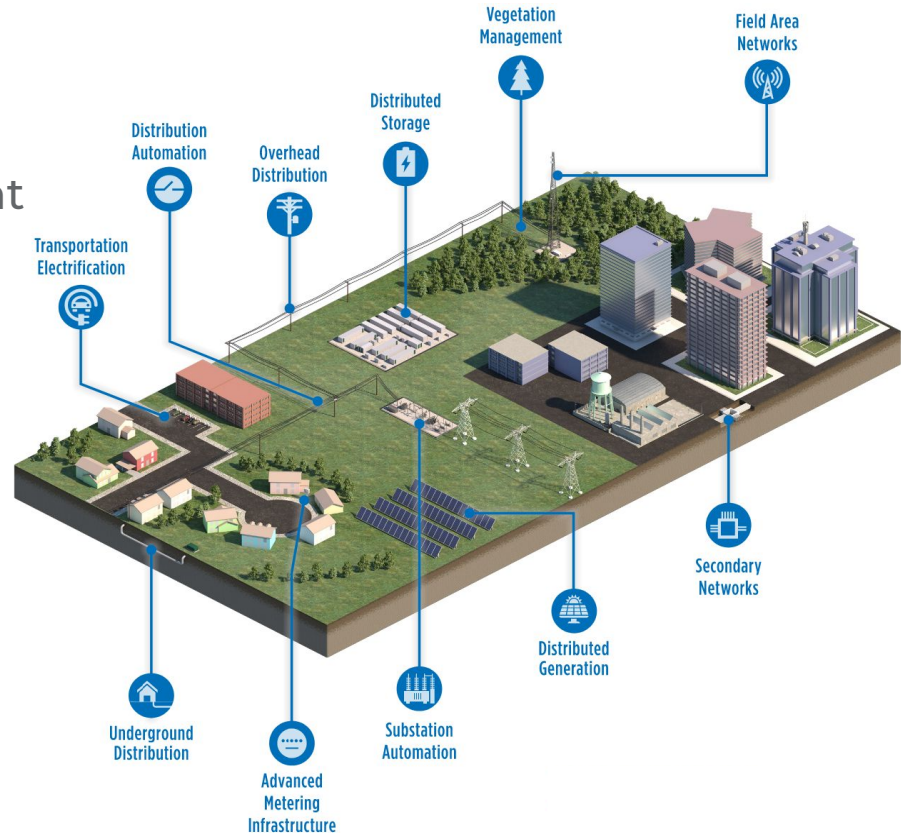 Vegetation
Management
Field Area
Networks
Distributed
Storage
Distribution
Automation
Overhead
Distribution
Transportation
Electrification
Secondary
Networks
Distributed
Generation
Underground
Distribution
Substation
Automation
Advanced
Metering
Infrastructure